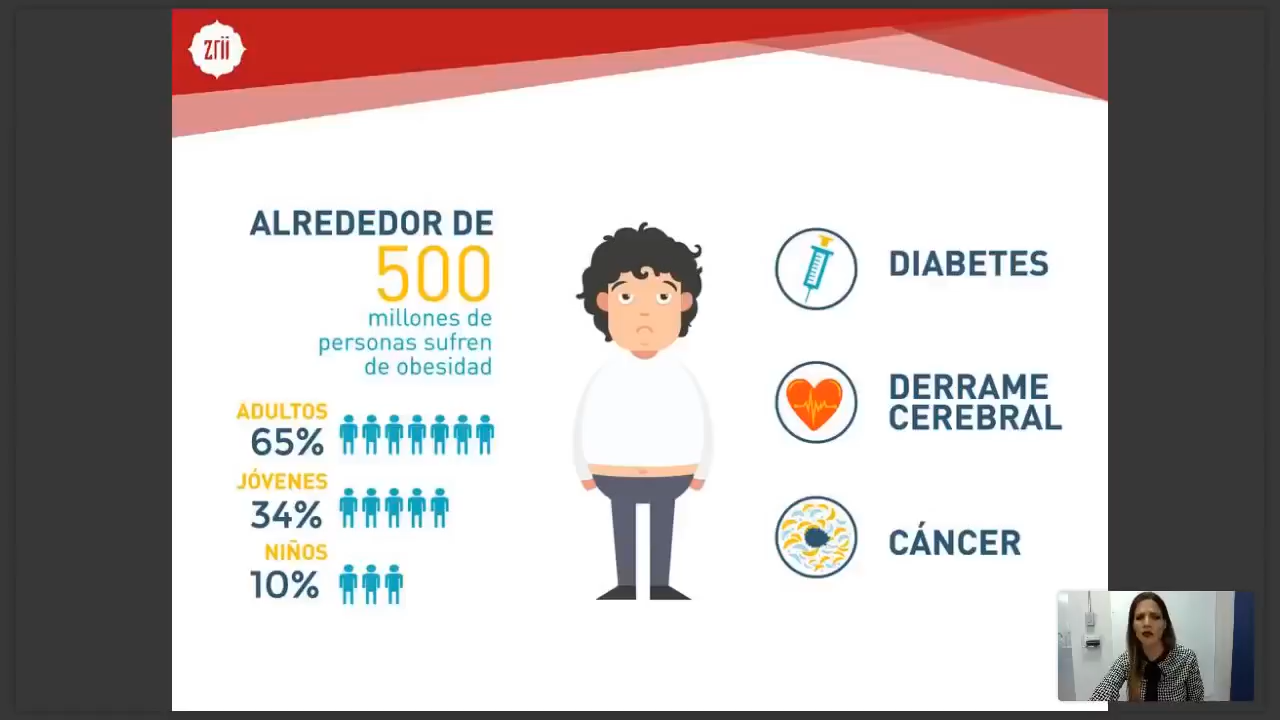 zrii
ALREDEDOR DE
500
millones de
personas sufren
de obesidad
ADULTOS
65%
JÓVENES
34%
NIÑOS
10%
DIABETES
DERRAME
CEREBRAL
CÁNCER